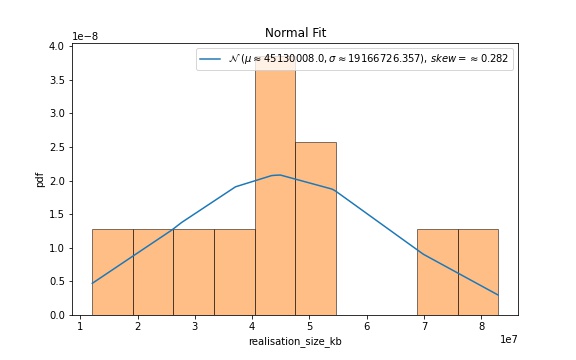 Normal Fit
1e−8
𝒩(μ ≈ 45130008.0, σ ≈ 19166726.357), skew = ≈ 0.282
4.0
3.5
3.0
2.5
2.0
1.5
1.0
0.5
0.0
pdf
1 2 3 4 5 6 7 8
1e7
realisation_size_kb